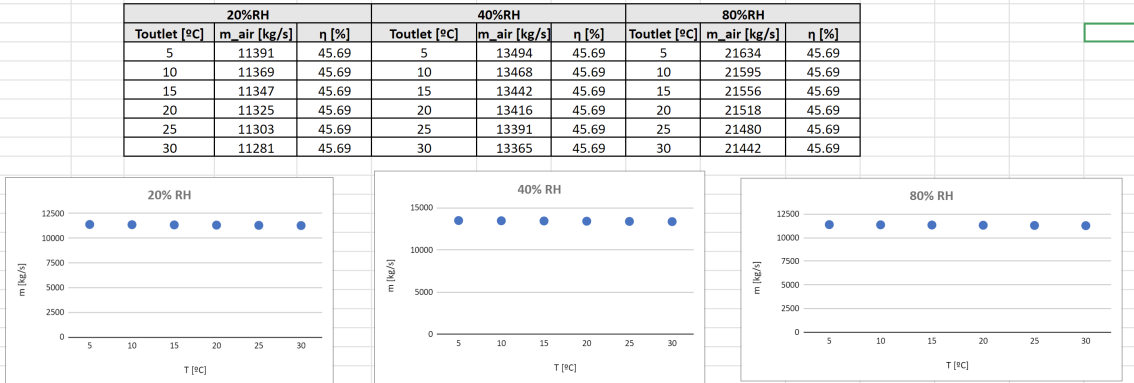 20%RH 40%RH 80%RH
Toutlet [ºC] m_air [kg/s] η [%] Toutlet [ºC] m_air [kg/s] η [%] Toutlet [ºC] m_air [kg/s] η [%]
5 11391 45.69 5 13494 45.69 5 21634 45.69
10 11369 45.69 10 13468 45.69 10 21595 45.69
15 11347 45.69 15 13442 45.69 15 21556 45.69
20 11325 45.69 20 13416 45.69 20 21518 45.69
25 11303 45.69 25 13391 45.69 25 21480 45.69
30 11281 45.69 30 13365 45.69 30 21442 45.69
20% RH
12500
10000
7500
5000
2500
0
m [kg/s]
5 10 15 20 25 30
T [ºC]
40% RH
15000
10000
5000
0
m [kg/s]
5 10 15 20 25 30
T [ºC]
80% RH
12500
10000
7500
5000
2500
0
m [kg/s]
5 10 15 20 25 30
T [ºC]